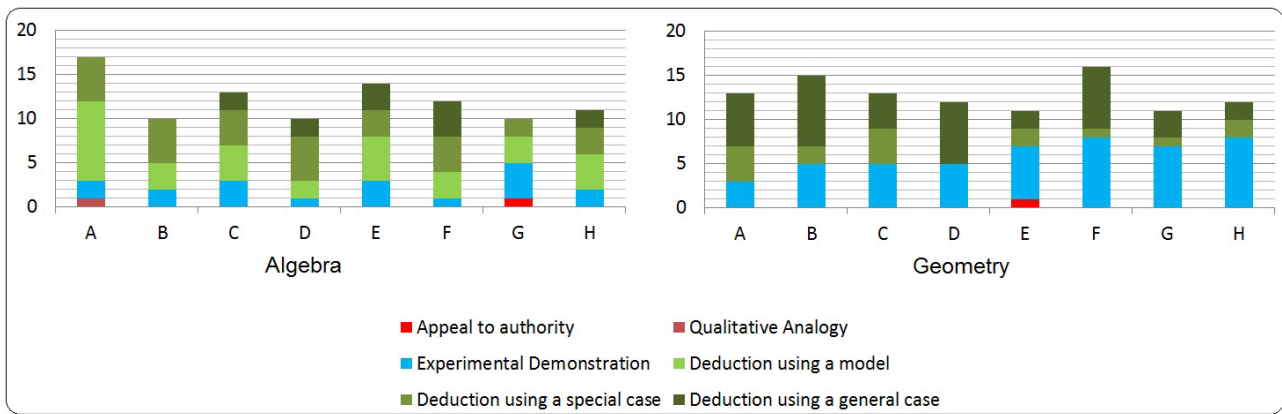 20
15
10
5
0
A B C D E F G H
Algebra
20
15
10
5
0
A B C D E F G H
Geometry
Appeal to authority
Qualitative Analogy
Experimental Demonstration
Deduction using a model
Deduction using a special case
Deduction using a general case